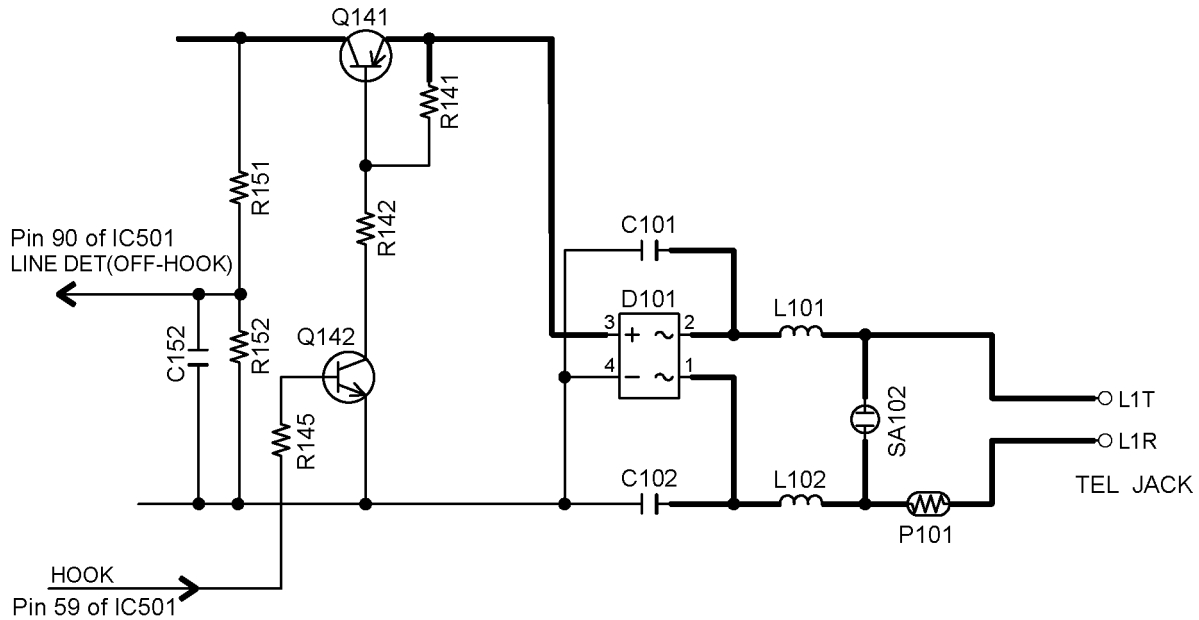 Q141
R141
R151
R142
Pin 90 of IC501
LINE DET(OFF-HOOK)
C101
D101
L101
3 + ~ 2
4 - ~ 1
Q142
C152
R152
R145
SA102
L1T
L1R
TEL JACK
C102
L102
P101
HOOK
Pin 59 of IC501